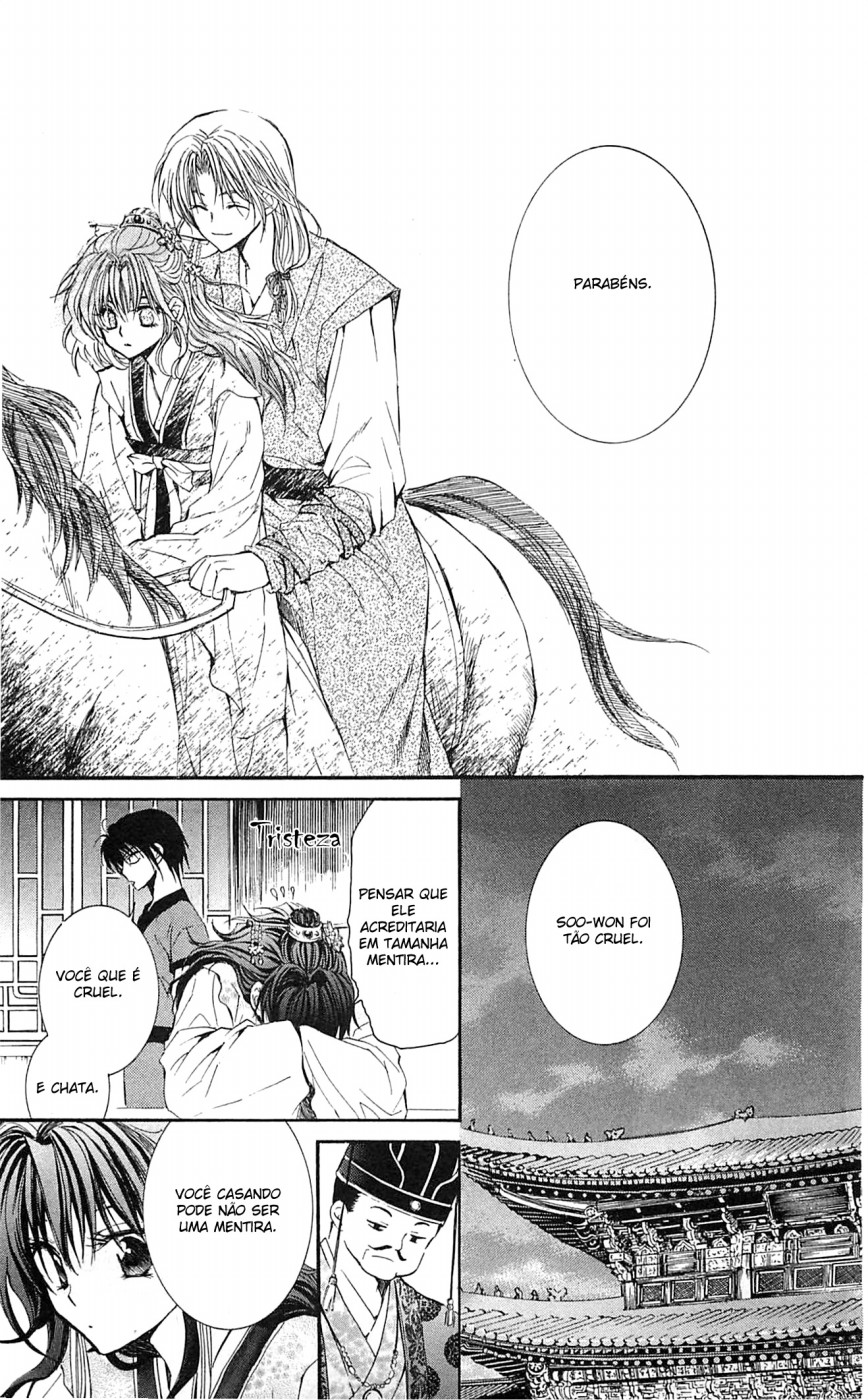 PARABÉNS.
SOO-WON FOI
TÃO CRUEL.
PENSAR QUE
ELE
ACREDITARIA
EM TAMANHA
MENTIRA...
Tristeza
VOCÊ QUE É
CRUEL.
E CHATA.
VOCÊ CASANDO
PODE NÃO SER
UMA MENTIRA.